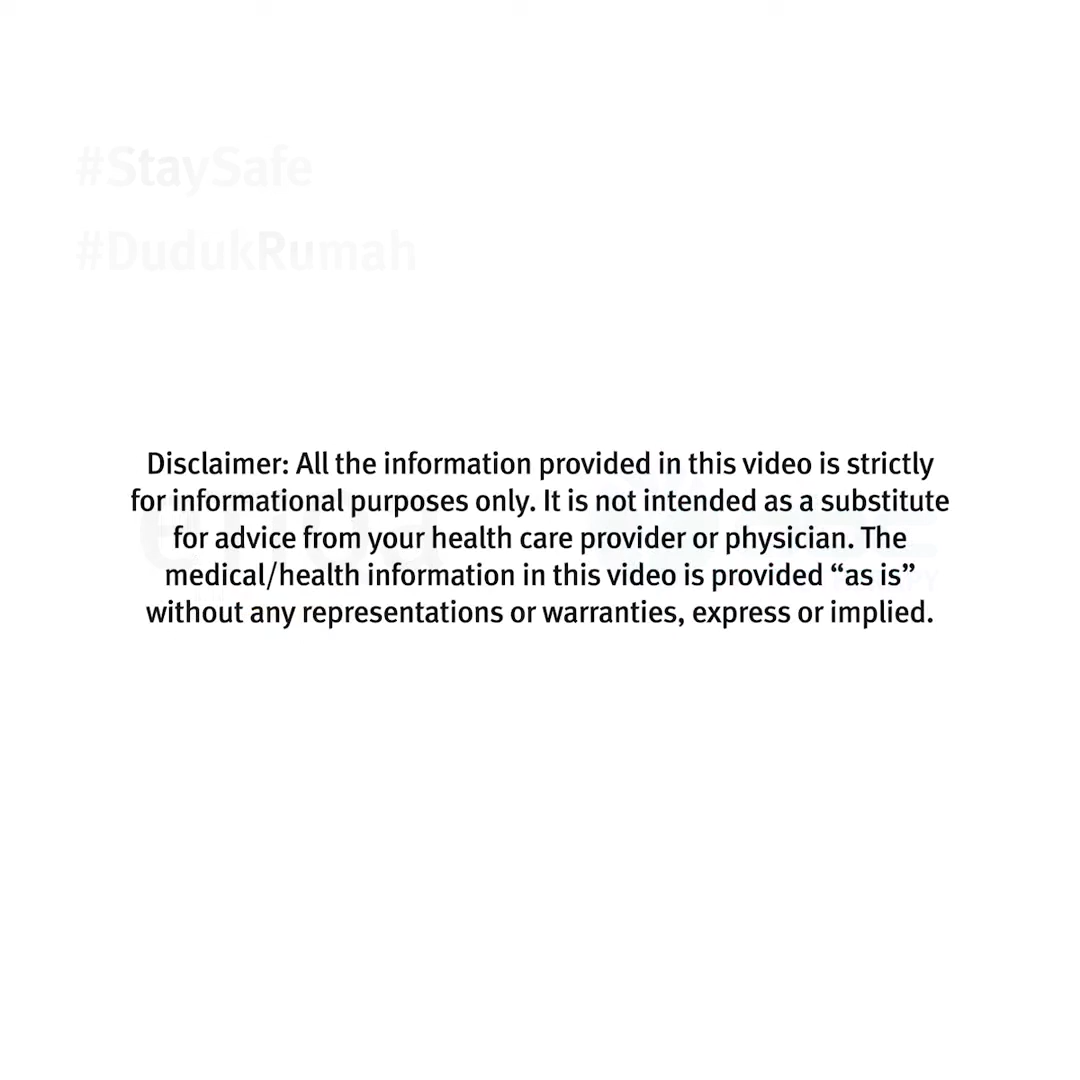 #StaySafe
#DudukRumah
Disclaimer: All the information provided in this video is strictly
for informational purposes only. It is not intended as a substitute
for advice from your health care provider or physician. The
medical/health information in this video is provided “as is”
without any representations or warranties, express or implied.